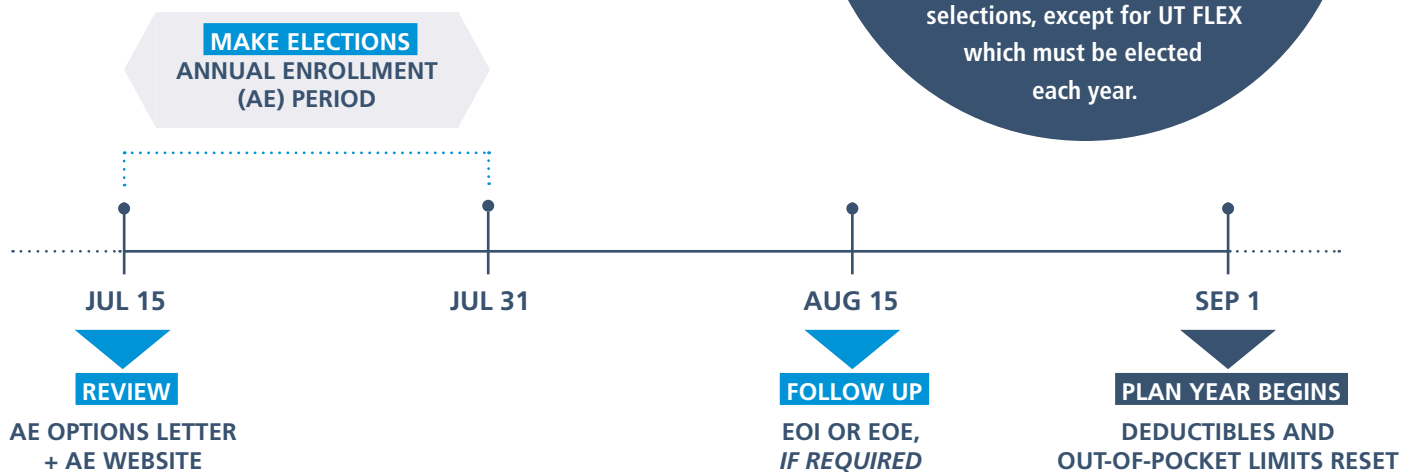 selections, except for UT FLEX
which must be elected
each year.
MAKE ELECTIONS
ANNUAL ENROLLMENT
(AE) PERIOD
JUL 15
JUL 31
AUG 15
SEP 1
REVIEW
AE OPTIONS LETTER
+ AE WEBSITE
FOLLOW UP
EOI OR EOE,
IF REQUIRED
PLAN YEAR BEGINS
DEDUCTIBLES AND
OUT-OF-POCKET LIMITS RESET